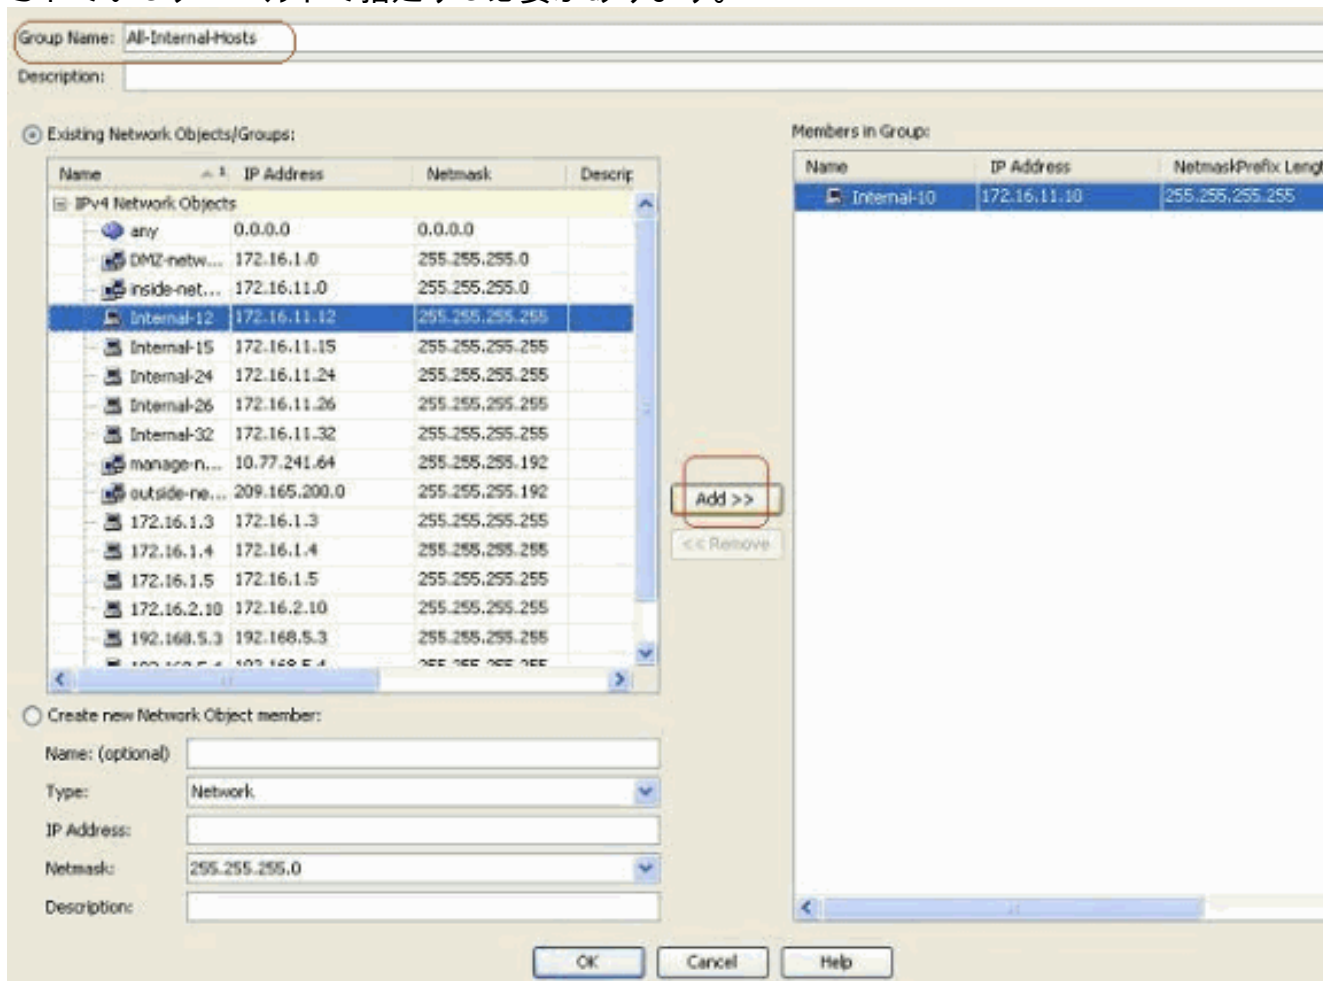 Group Name: All-Internal-Hosts
Description:
Existing Network Objects/Groups:
Name 1 IP Address Netmask Descrip
IPv4 Network Objects
any 0.0.0.0 0.0.0.0
DMZ-netw... 172.16.1.0 255.255.255.0
inside-net... 172.16.11.0 255.255.255.0
Internal-12 172.16.11.12 255.255.255.255
Internal-15 172.16.11.15 255.255.255.255
Internal-24 172.16.11.24 255.255.255.255
Internal-26 172.16.11.26 255.255.255.255
Internal-32 172.16.11.32 255.255.255.255
manage-n... 10.77.241.64 255.255.255.192
outside-ne... 209.165.200.0 255.255.255.192
172.16.1.3 172.16.1.3 255.255.255.255
172.16.1.4 172.16.1.4 255.255.255.255
172.16.1.5 172.16.1.5 255.255.255.255
172.16.2.10 172.16.2.10 255.255.255.255
192.168.5.3 192.168.5.3 255.255.255.255
Add >>
<< Remove
Members in Group:
Name IP Address NetmaskPrefix Lengt
Internal-10 172.16.11.10 255.255.255.255
Create new Network Object member:
Name: (optional)
Type: Network
IP Address:
Netmask: 255.255.255.0
Description:
OK Cancel Help